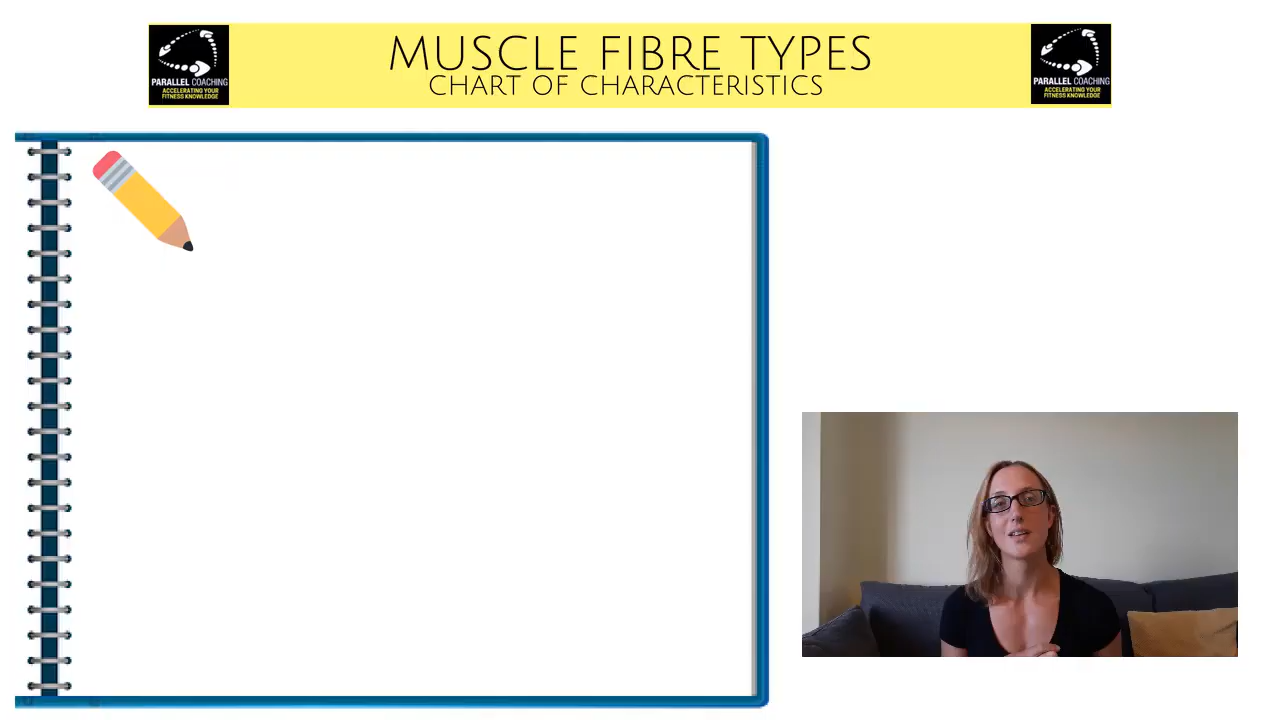 MUSCLE FIBRE TYPES
CHART OF CHARACTERISTICS
PARALLEL COACHING
ACCELERATING YOUR
FITNESS KNOWLEDGE
PARALLEL COACHING
ACCELERATING YOUR
FITNESS KNOWLEDGE